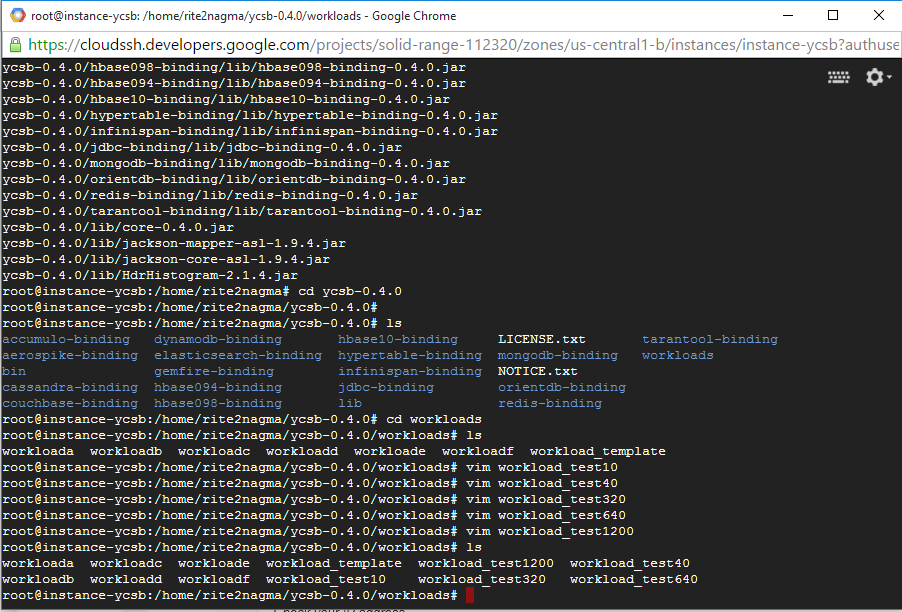 root@instance-ycsb: /home/rite2nagma/ycsb-0.4.0/workloads - Google Chrome
https://cloudssh.developers.google.com/projects/solid-range-112320/zones/us-central1-b/instances/instance-ycsb?authuse
ycsb-0.4.0/hbase098-binding/lib/hbase098-binding-0.4.0.jar
ycsb-0.4.0/hbase094-binding/lib/hbase094-binding-0.4.0.jar
ycsb-0.4.0/hbase10-binding/lib/hbase10-binding-0.4.0.jar
ycsb-0.4.0/hypertable-binding/lib/hypertable-binding-0.4.0.jar
ycsb-0.4.0/infinispan-binding/lib/infinispan-binding-0.4.0.jar
ycsb-0.4.0/jdbc-binding/lib/jdbc-binding-0.4.0.jar
ycsb-0.4.0/mongodb-binding/lib/mongodb-binding-0.4.0.jar
ycsb-0.4.0/orientdb-binding/lib/orientdb-binding-0.4.0.jar
ycsb-0.4.0/redis-binding/lib/redis-binding-0.4.0.jar
ycsb-0.4.0/tarantool-binding/lib/tarantool-binding-0.4.0.jar
ycsb-0.4.0/lib/core-0.4.0.jar
ycsb-0.4.0/lib/jackson-mapper-asl-1.9.4.jar
ycsb-0.4.0/lib/jackson-core-asl-1.9.4.jar
ycsb-0.4.0/lib/HdrHistogram-2.1.4.jar
root@instance-ycsb:/home/rite2nagma# cd ycsb-0.4.0
root@instance-ycsb:/home/rite2nagma/ycsb-0.4.0#
root@instance-ycsb:/home/rite2nagma/ycsb-0.4.0# ls
accumulo-binding dynamodb-binding hbase10-binding LICENSE.txt tarantool-binding
aerospike-binding elasticsearch-binding hypertable-binding mongodb-binding workloads
bin gemfire-binding infinispan-binding NOTICE.txt
cassandra-binding hbase094-binding jdbc-binding orientdb-binding
couchbase-binding hbase098-binding lib redis-binding
root@instance-ycsb:/home/rite2nagma/ycsb-0.4.0# cd workloads
root@instance-ycsb:/home/rite2nagma/ycsb-0.4.0/workloads# ls
workloada workloadb workloadc workloadd workloade workloadf workload_template
root@instance-ycsb:/home/rite2nagma/ycsb-0.4.0/workloads# vim workload_test10
root@instance-ycsb:/home/rite2nagma/ycsb-0.4.0/workloads# vim workload_test40
root@instance-ycsb:/home/rite2nagma/ycsb-0.4.0/workloads# vim workload_test320
root@instance-ycsb:/home/rite2nagma/ycsb-0.4.0/workloads# vim workload_test640
root@instance-ycsb:/home/rite2nagma/ycsb-0.4.0/workloads# vim workload_test1200
root@instance-ycsb:/home/rite2nagma/ycsb-0.4.0/workloads# ls
workloada workloadc workloade workload_template workload_test1200 workload_test40
workloadb workloadd workloadf workload_test10 workload_test320 workload_test640
root@instance-ycsb:/home/rite2nagma/ycsb-0.4.0/workloads#